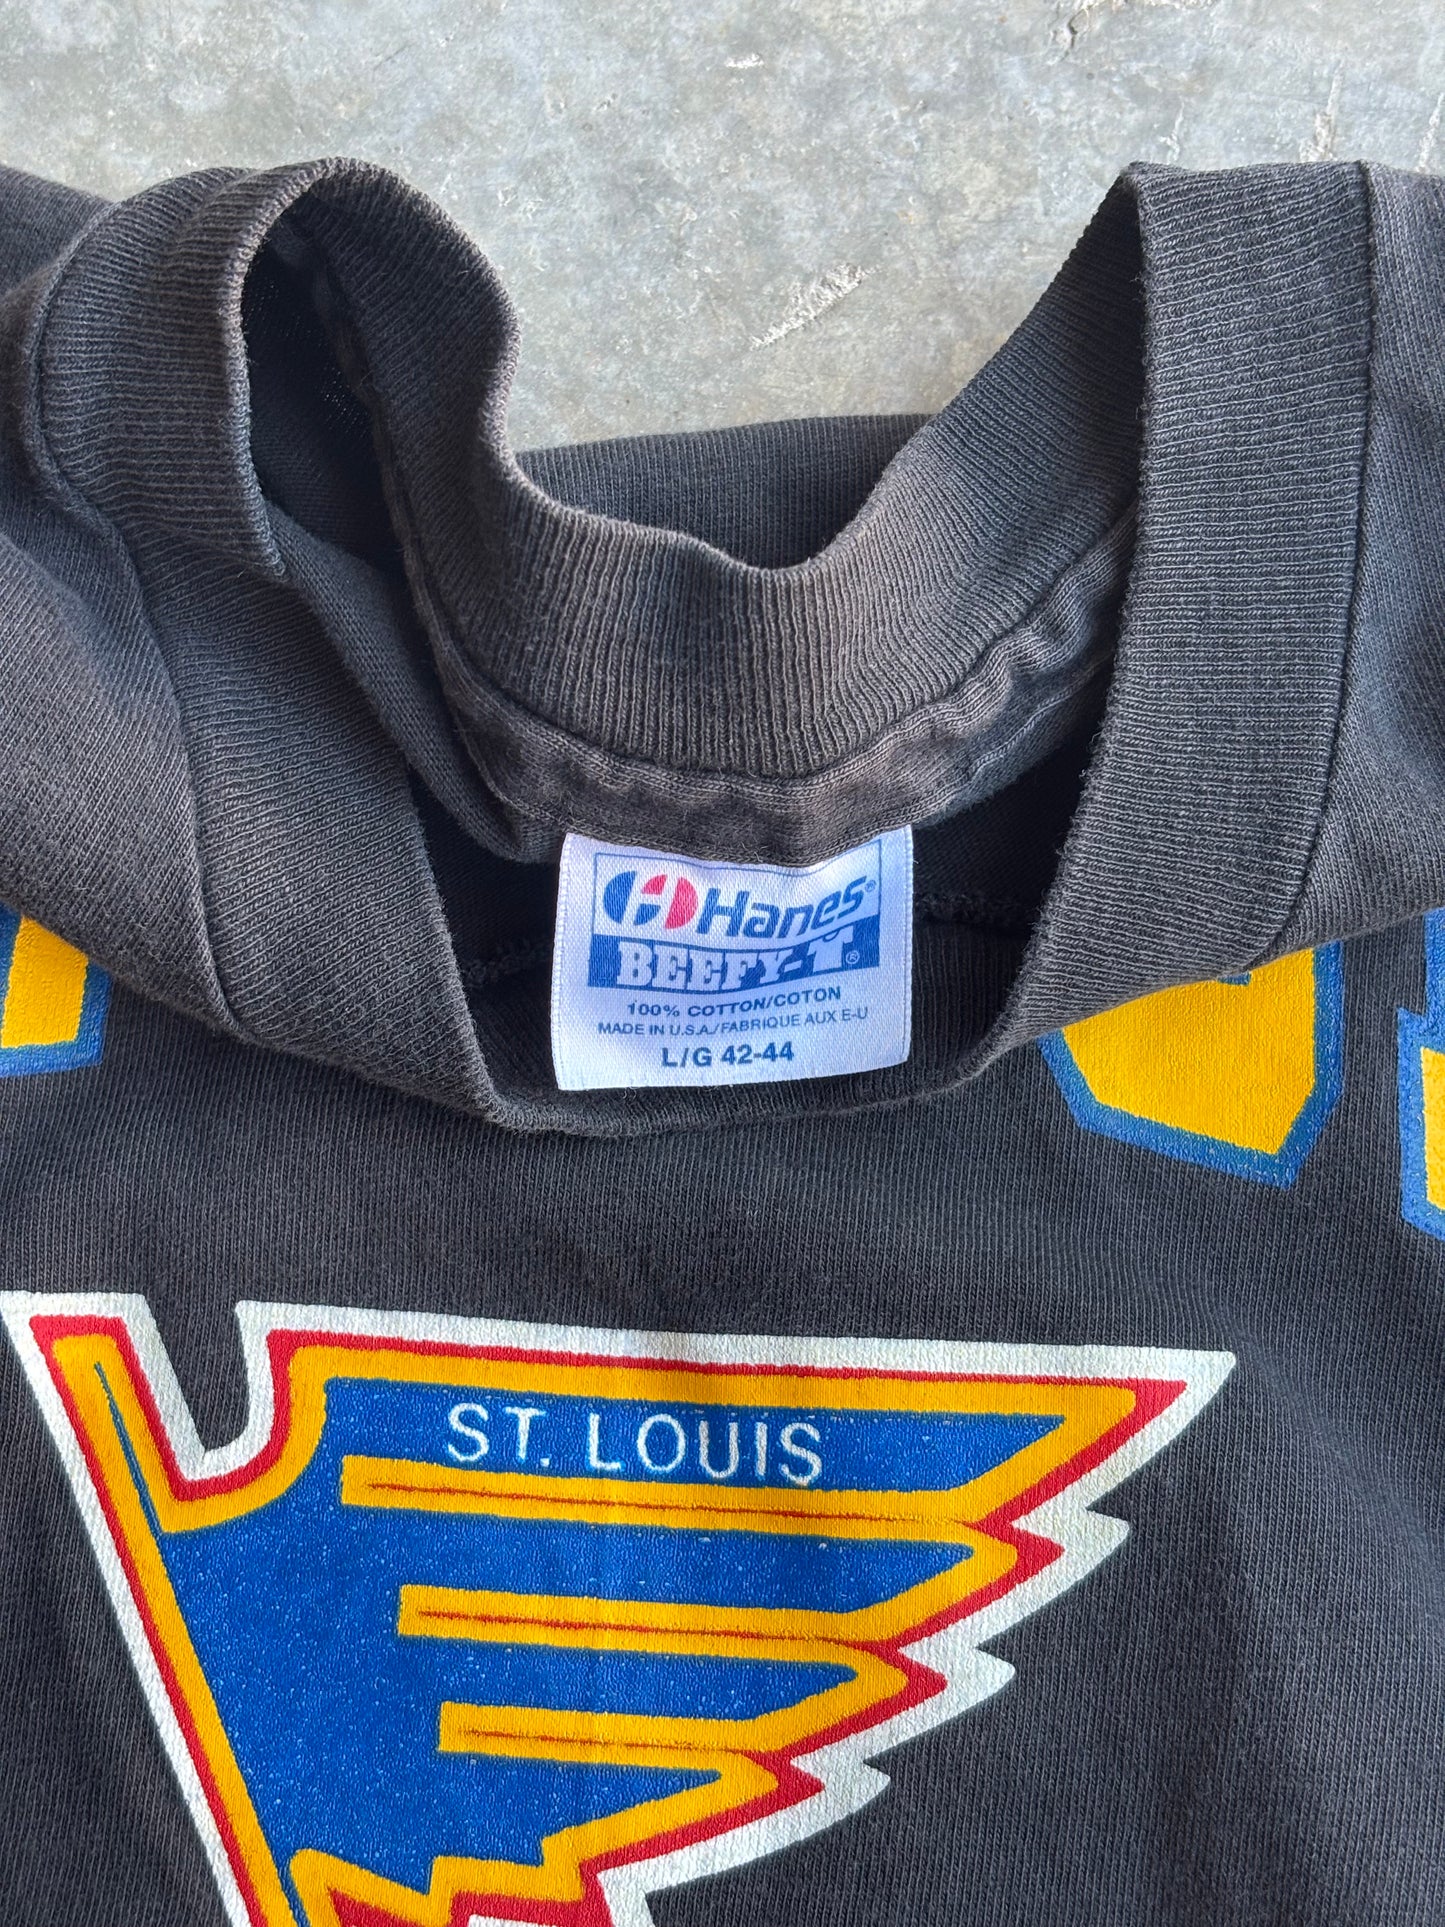 Hanes®
BEEFY-T®
100% COTTON/COTON
MADE IN U.S.A./FABRIQUE AUX E-U
L/G 42-44
ST. LOUIS